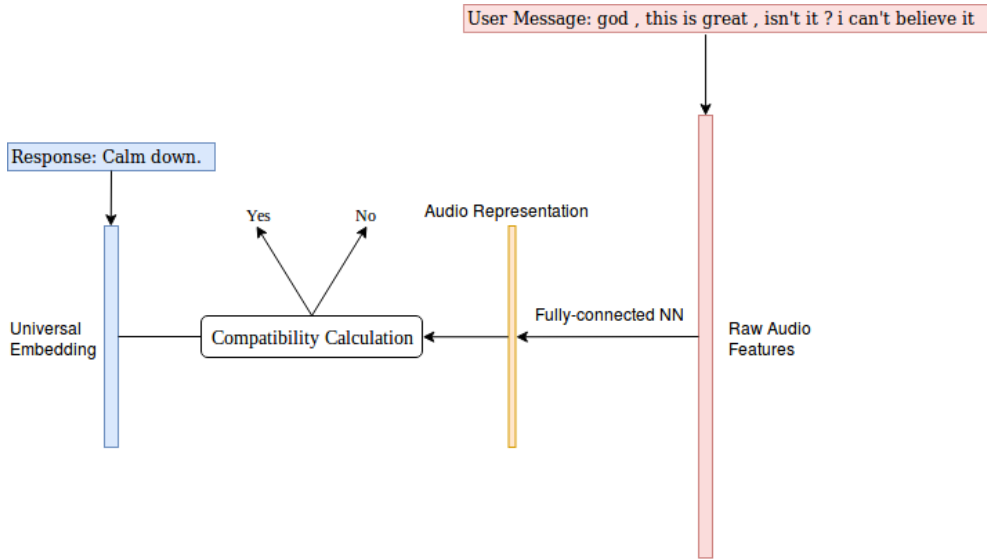 User Message: god , this is great , isn't it ? i can't believe it
Response: Calm down.
Yes
No
Audio Representation
Fully-connected NN
Universal
Embedding
Compatibility Calculation
Raw Audio
Features